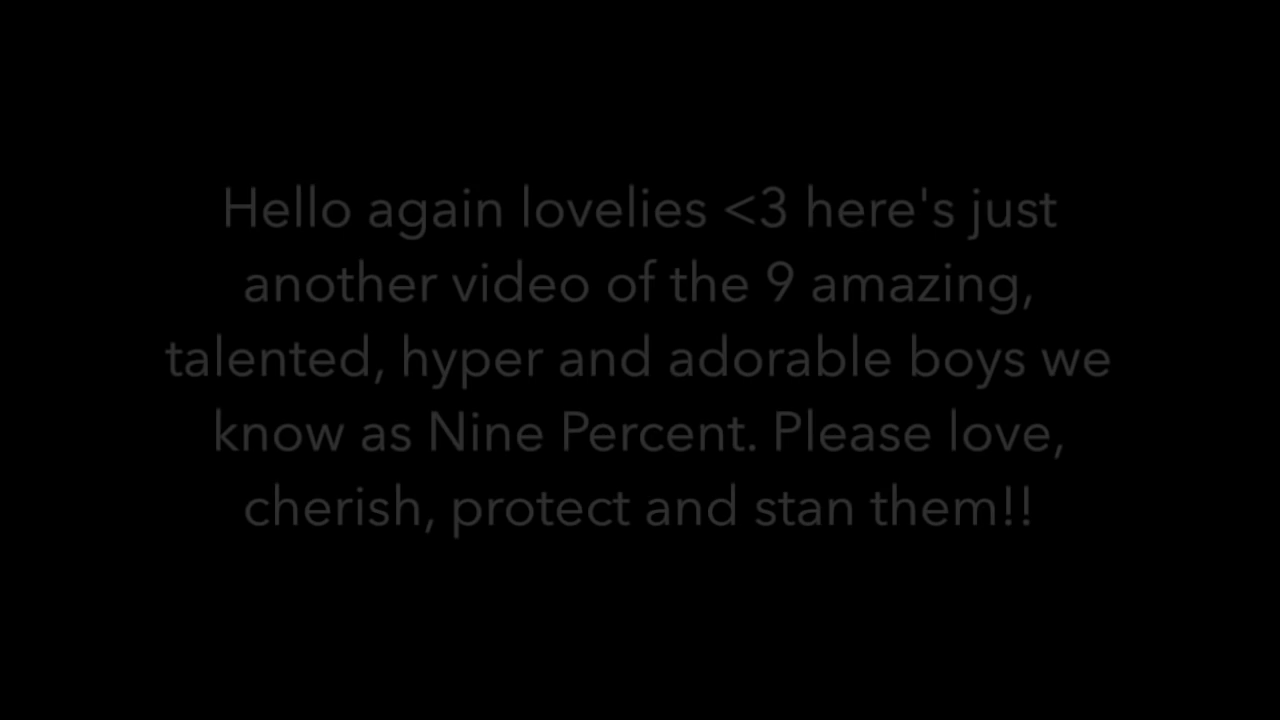 Hello again lovelies <3 here's just
another video of the 9 amazing,
talented, hyper and adorable boys we
know as Nine Percent. Please love,
cherish, protect and stan them!!